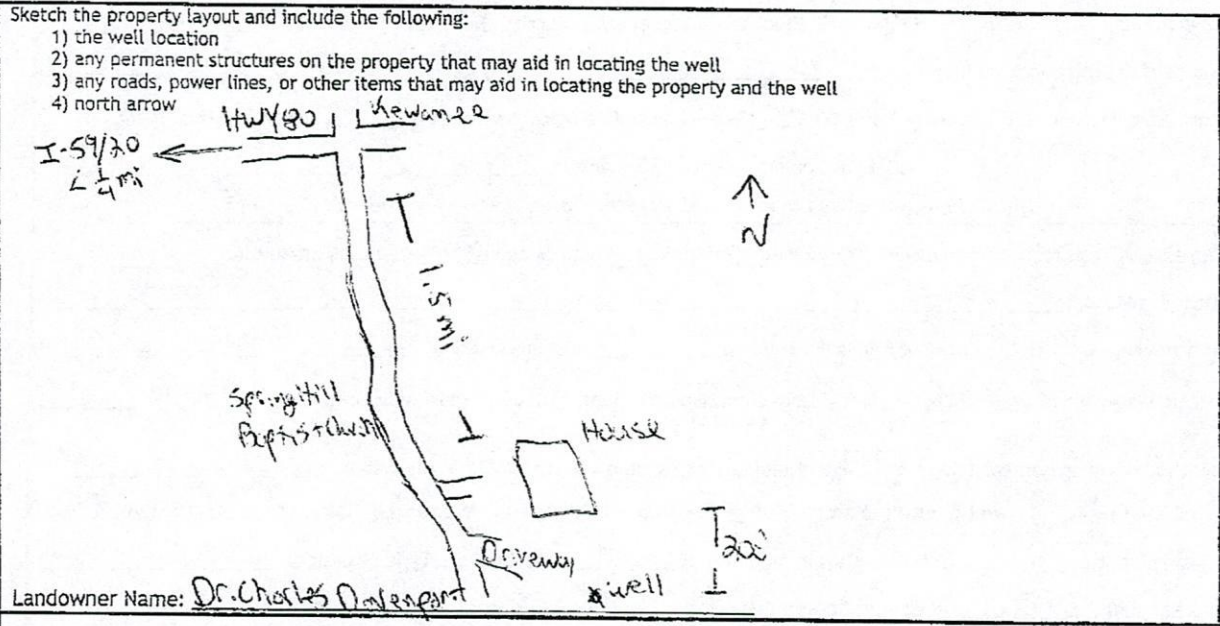 Sketch the property layout and include the following:
1) the well location
2) any permanent structures on the property that may aid in locating the well
3) any roads, power lines, or other items that may aid in locating the property and the well
4) north arrow
HWY80 Kewanee
I-59/20
< 1/4 mi
N
1.5 mi
Spring Hill
Baptist Church
House
200'
Driveway
well
Landowner Name: Dr. Charles Davenport